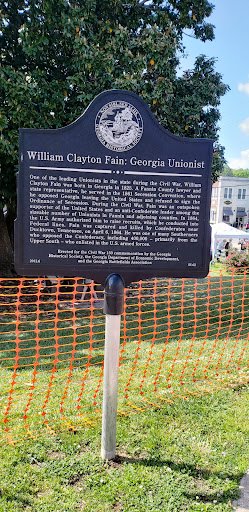 William Clayton Fain: Georgia Unionist
One of the leading Unionists in the state during the Civil War, William
Clayton Fain was born in Georgia in 1825. A Fannin County lawyer and
state representative, he served in the 1861 Secession Convention, where
he opposed Georgia leaving the United States and refused to sign the
Ordinance of Secession. During the Civil War, Fain was an outspoken
supporter of the United States and an anti-Confederate leader among the
sizeable number of Unionists in Fannin and adjoining counties. In 1864,
the U.S. Army authorized him to raise recruits, which he conducted into
Federal lines. Fain was captured and killed by Confederates near
Ducktown, Tennessee, on April 6, 1864. He was one of many Southerners
who opposed the Confederacy, including 400,000 – primarily from the
Upper South – who enlisted in the U.S. armed forces.
Erected for the Civil War 150 commemoration by the Georgia
Historical Society, the Georgia Department of Economic Development,
and the Georgia Battlefields Association